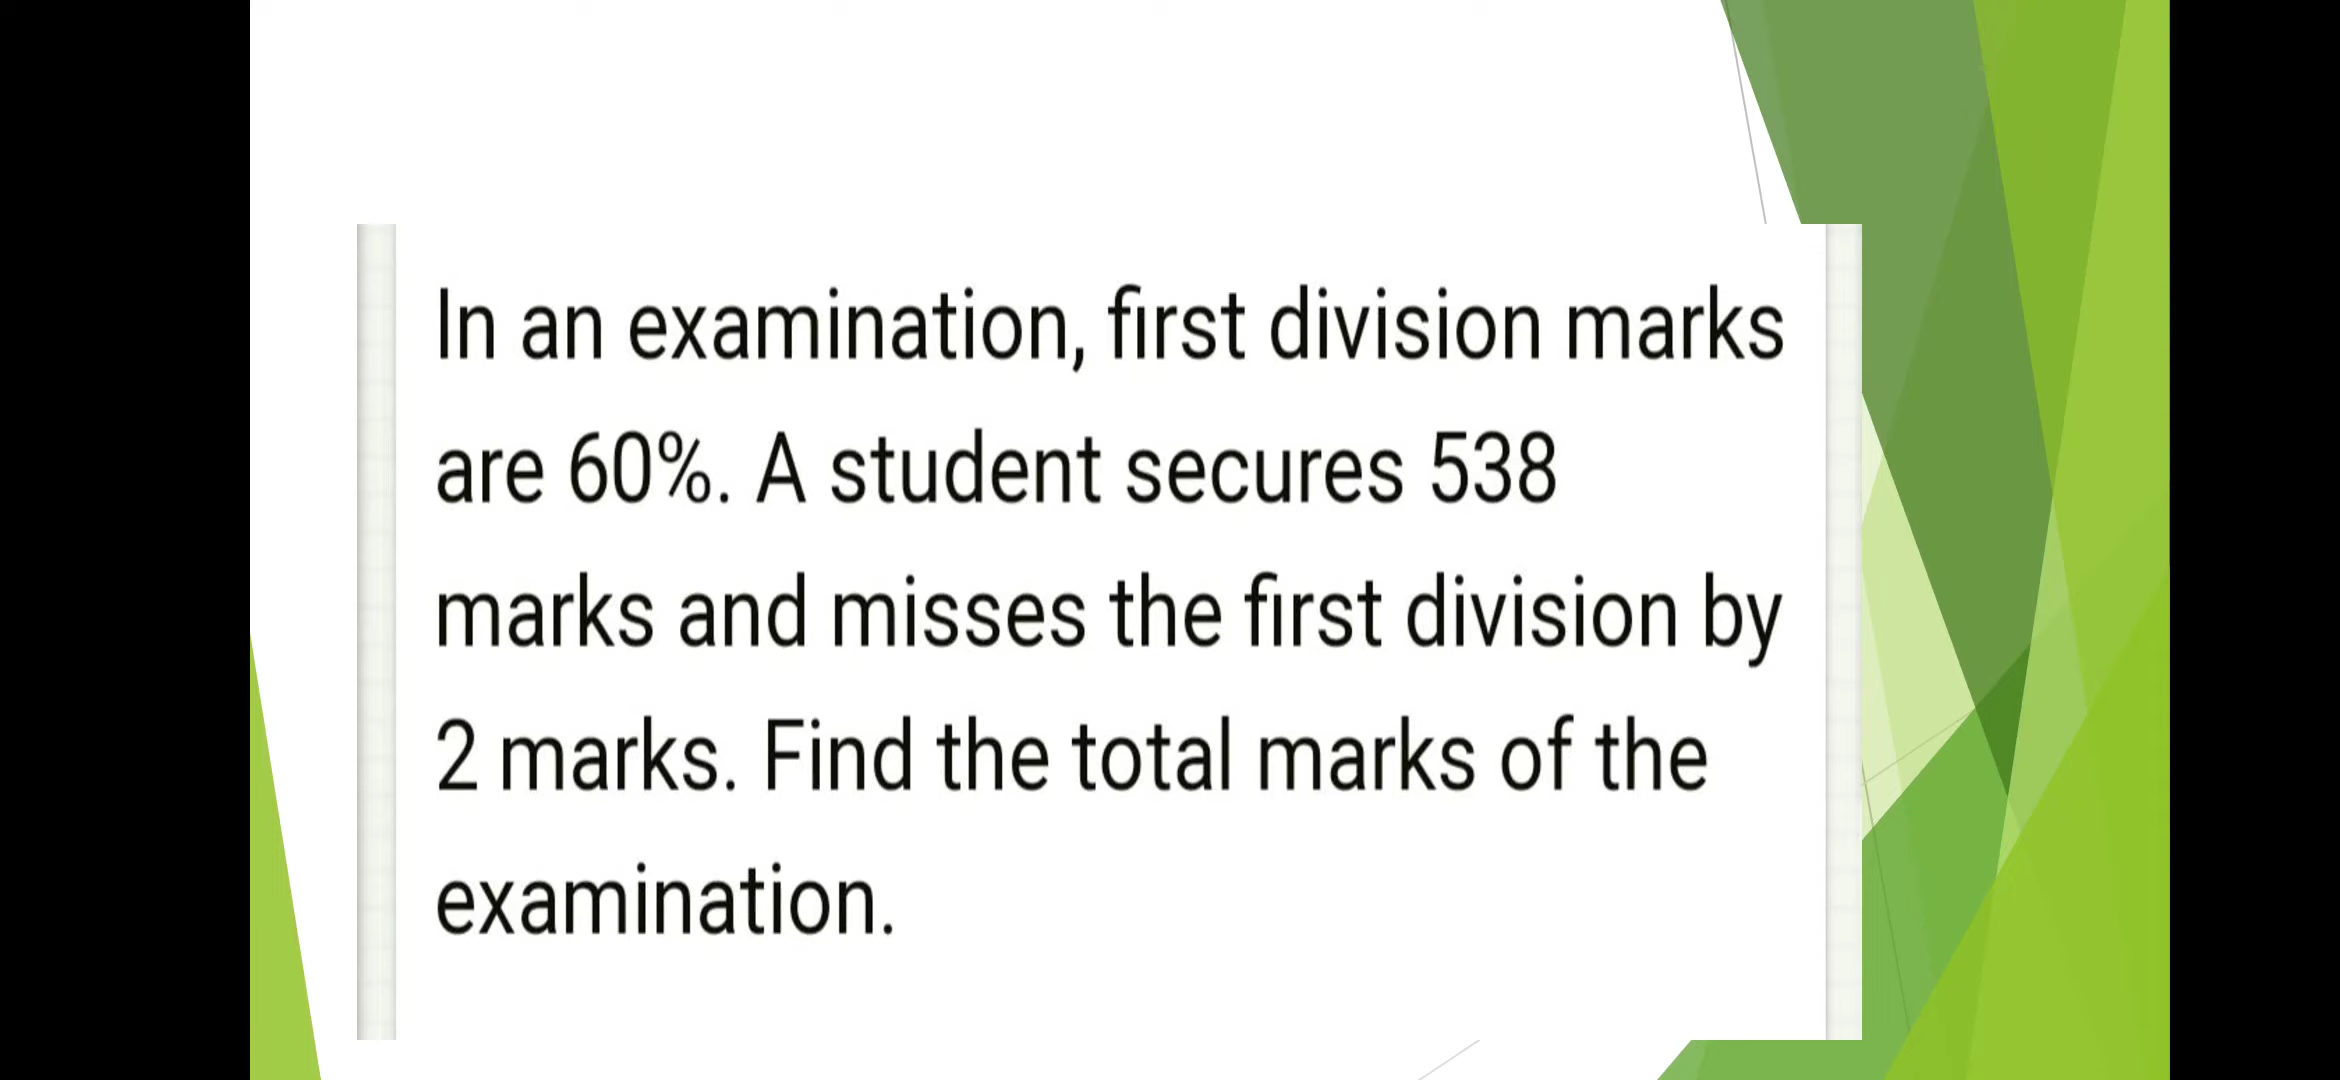 In an examination, first division marks
are 60%. A student secures 538
marks and misses the first division by
2 marks. Find the total marks of the
examination.